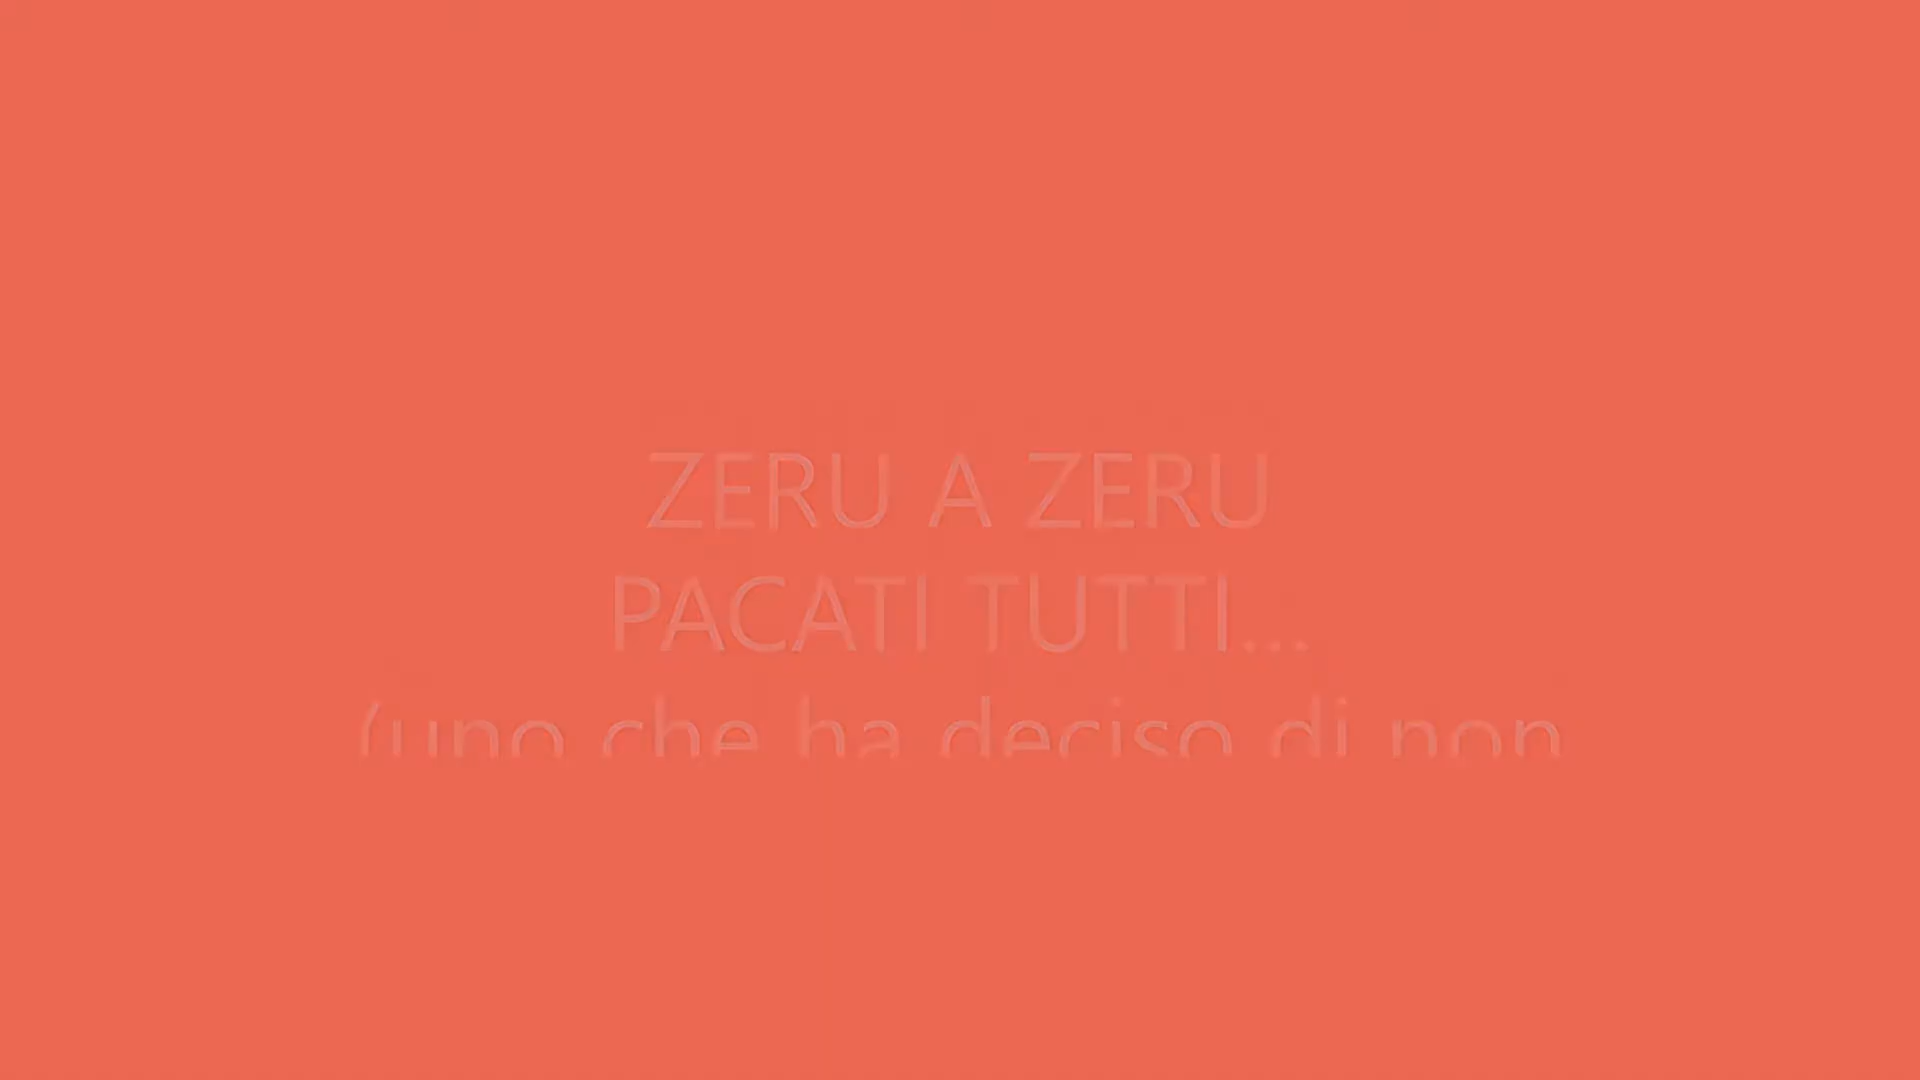 ZERU A ZERU
PACATI TUTTI...
(uno che ha deciso di non